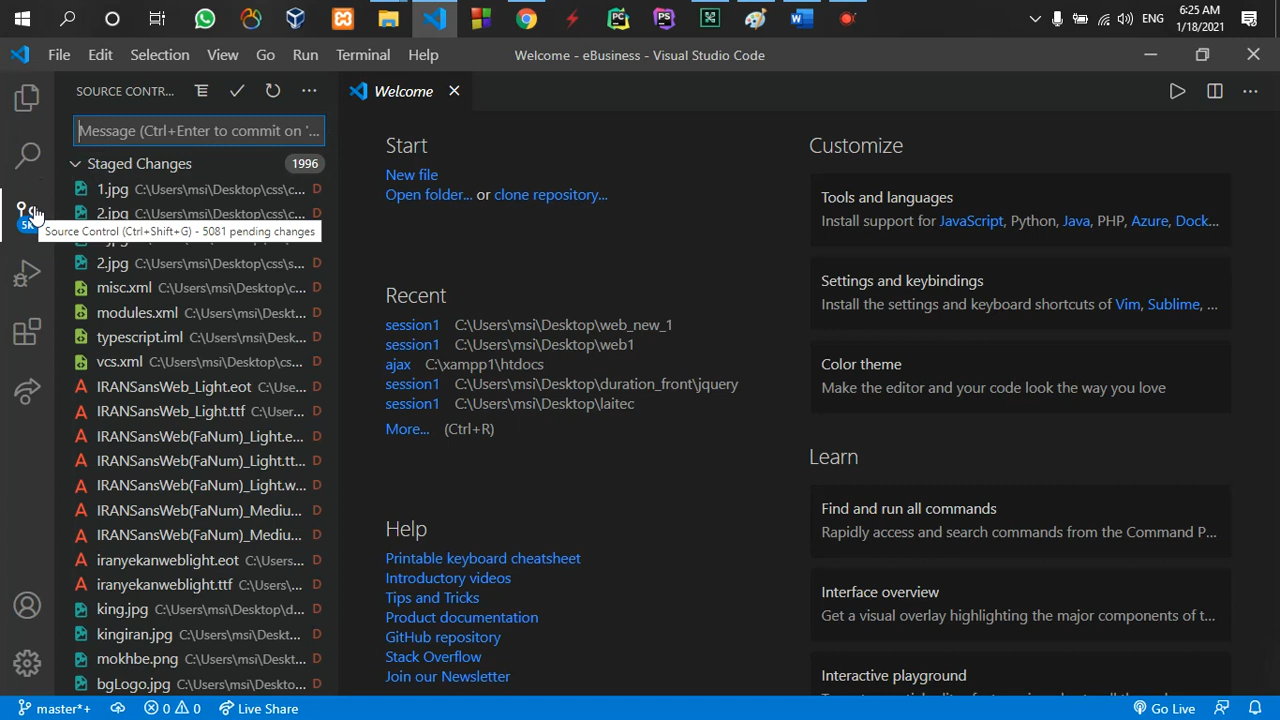 6:25 AM
ENG
1/18/2021
File Edit Selection View Go Run Terminal Help
Welcome - eBusiness - Visual Studio Code
SOURCE CONTR...
Welcome
Message (Ctrl+Enter to commit on '...
Staged Changes 1996
1.jpg C:\Users\msi\Desktop\css\c... D
2.jpg C:\Users\msi\Desktop\css\c... D
Source Control (Ctrl+Shift+G) - 5081 pending changes
2.jpg C:\Users\msi\Desktop\css\s... D
misc.xml C:\Users\msi\Desktop\c... D
modules.xml C:\Users\msi\Deskt... D
typescript.iml C:\Users\msi\Desk... D
vcs.xml C:\Users\msi\Desktop\cs... D
IRANSansWeb_Light.eot C:\Use... D
IRANSansWeb_Light.ttf C:\User... D
IRANSansWeb(FaNum)_Light.e... D
IRANSansWeb(FaNum)_Light.tt... D
IRANSansWeb(FaNum)_Light.w... D
IRANSansWeb(FaNum)_Mediu... D
IRANSansWeb(FaNum)_Mediu... D
iranyekanweblight.eot C:\Users... D
iranyekanweblight.ttf C:\Users\... D
king.jpg C:\Users\msi\Desktop\d... D
kingiran.jpg C:\Users\msi\Deskt... D
mokhbe.png C:\Users\msi\Deskt... D
bgLogo.jpg C:\Users\msi\Deskto... D
Start
New file
Open folder... or clone repository...
Recent
session1 C:\Users\msi\Desktop\web_new_1
session1 C:\Users\msi\Desktop\web1
ajax C:\xampp1\htdocs
session1 C:\Users\msi\Desktop\duration_front\jquery
session1 C:\Users\msi\Desktop\laitec
More... (Ctrl+R)
Help
Printable keyboard cheatsheet
Introductory videos
Tips and Tricks
Product documentation
GitHub repository
Stack Overflow
Join our Newsletter
Customize
Tools and languages
Install support for JavaScript, Python, Java, PHP, Azure, Dock...
Settings and keybindings
Install the settings and keyboard shortcuts of Vim, Sublime, ...
Color theme
Make the editor and your code look the way you love
Learn
Find and run all commands
Rapidly access and search commands from the Command P...
Interface overview
Get a visual overlay highlighting the major components of t...
Interactive playground
master*+ 0 0 Live Share
Go Live